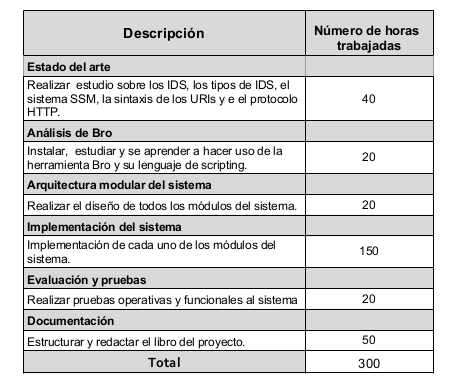 Descripción
Número de horas
trabajadas
Estado del arte
Realizar estudio sobre los IDS, los tipos de IDS, el
sistema SSM, la sintaxis de los URIs y e el protocolo
HTTP.
40
Análisis de Bro
Instalar, estudiar y se aprender a hacer uso de la
herramienta Bro y su lenguaje de scripting.
20
Arquitectura modular del sistema
Realizar el diseño de todos los módulos del sistema.
20
Implementación del sistema
Implementación de cada uno de los módulos del
sistema.
150
Evaluación y pruebas
Realizar pruebas operativas y funcionales al sistema
20
Documentación
Estructurar y redactar el libro del proyecto.
50
Total
300